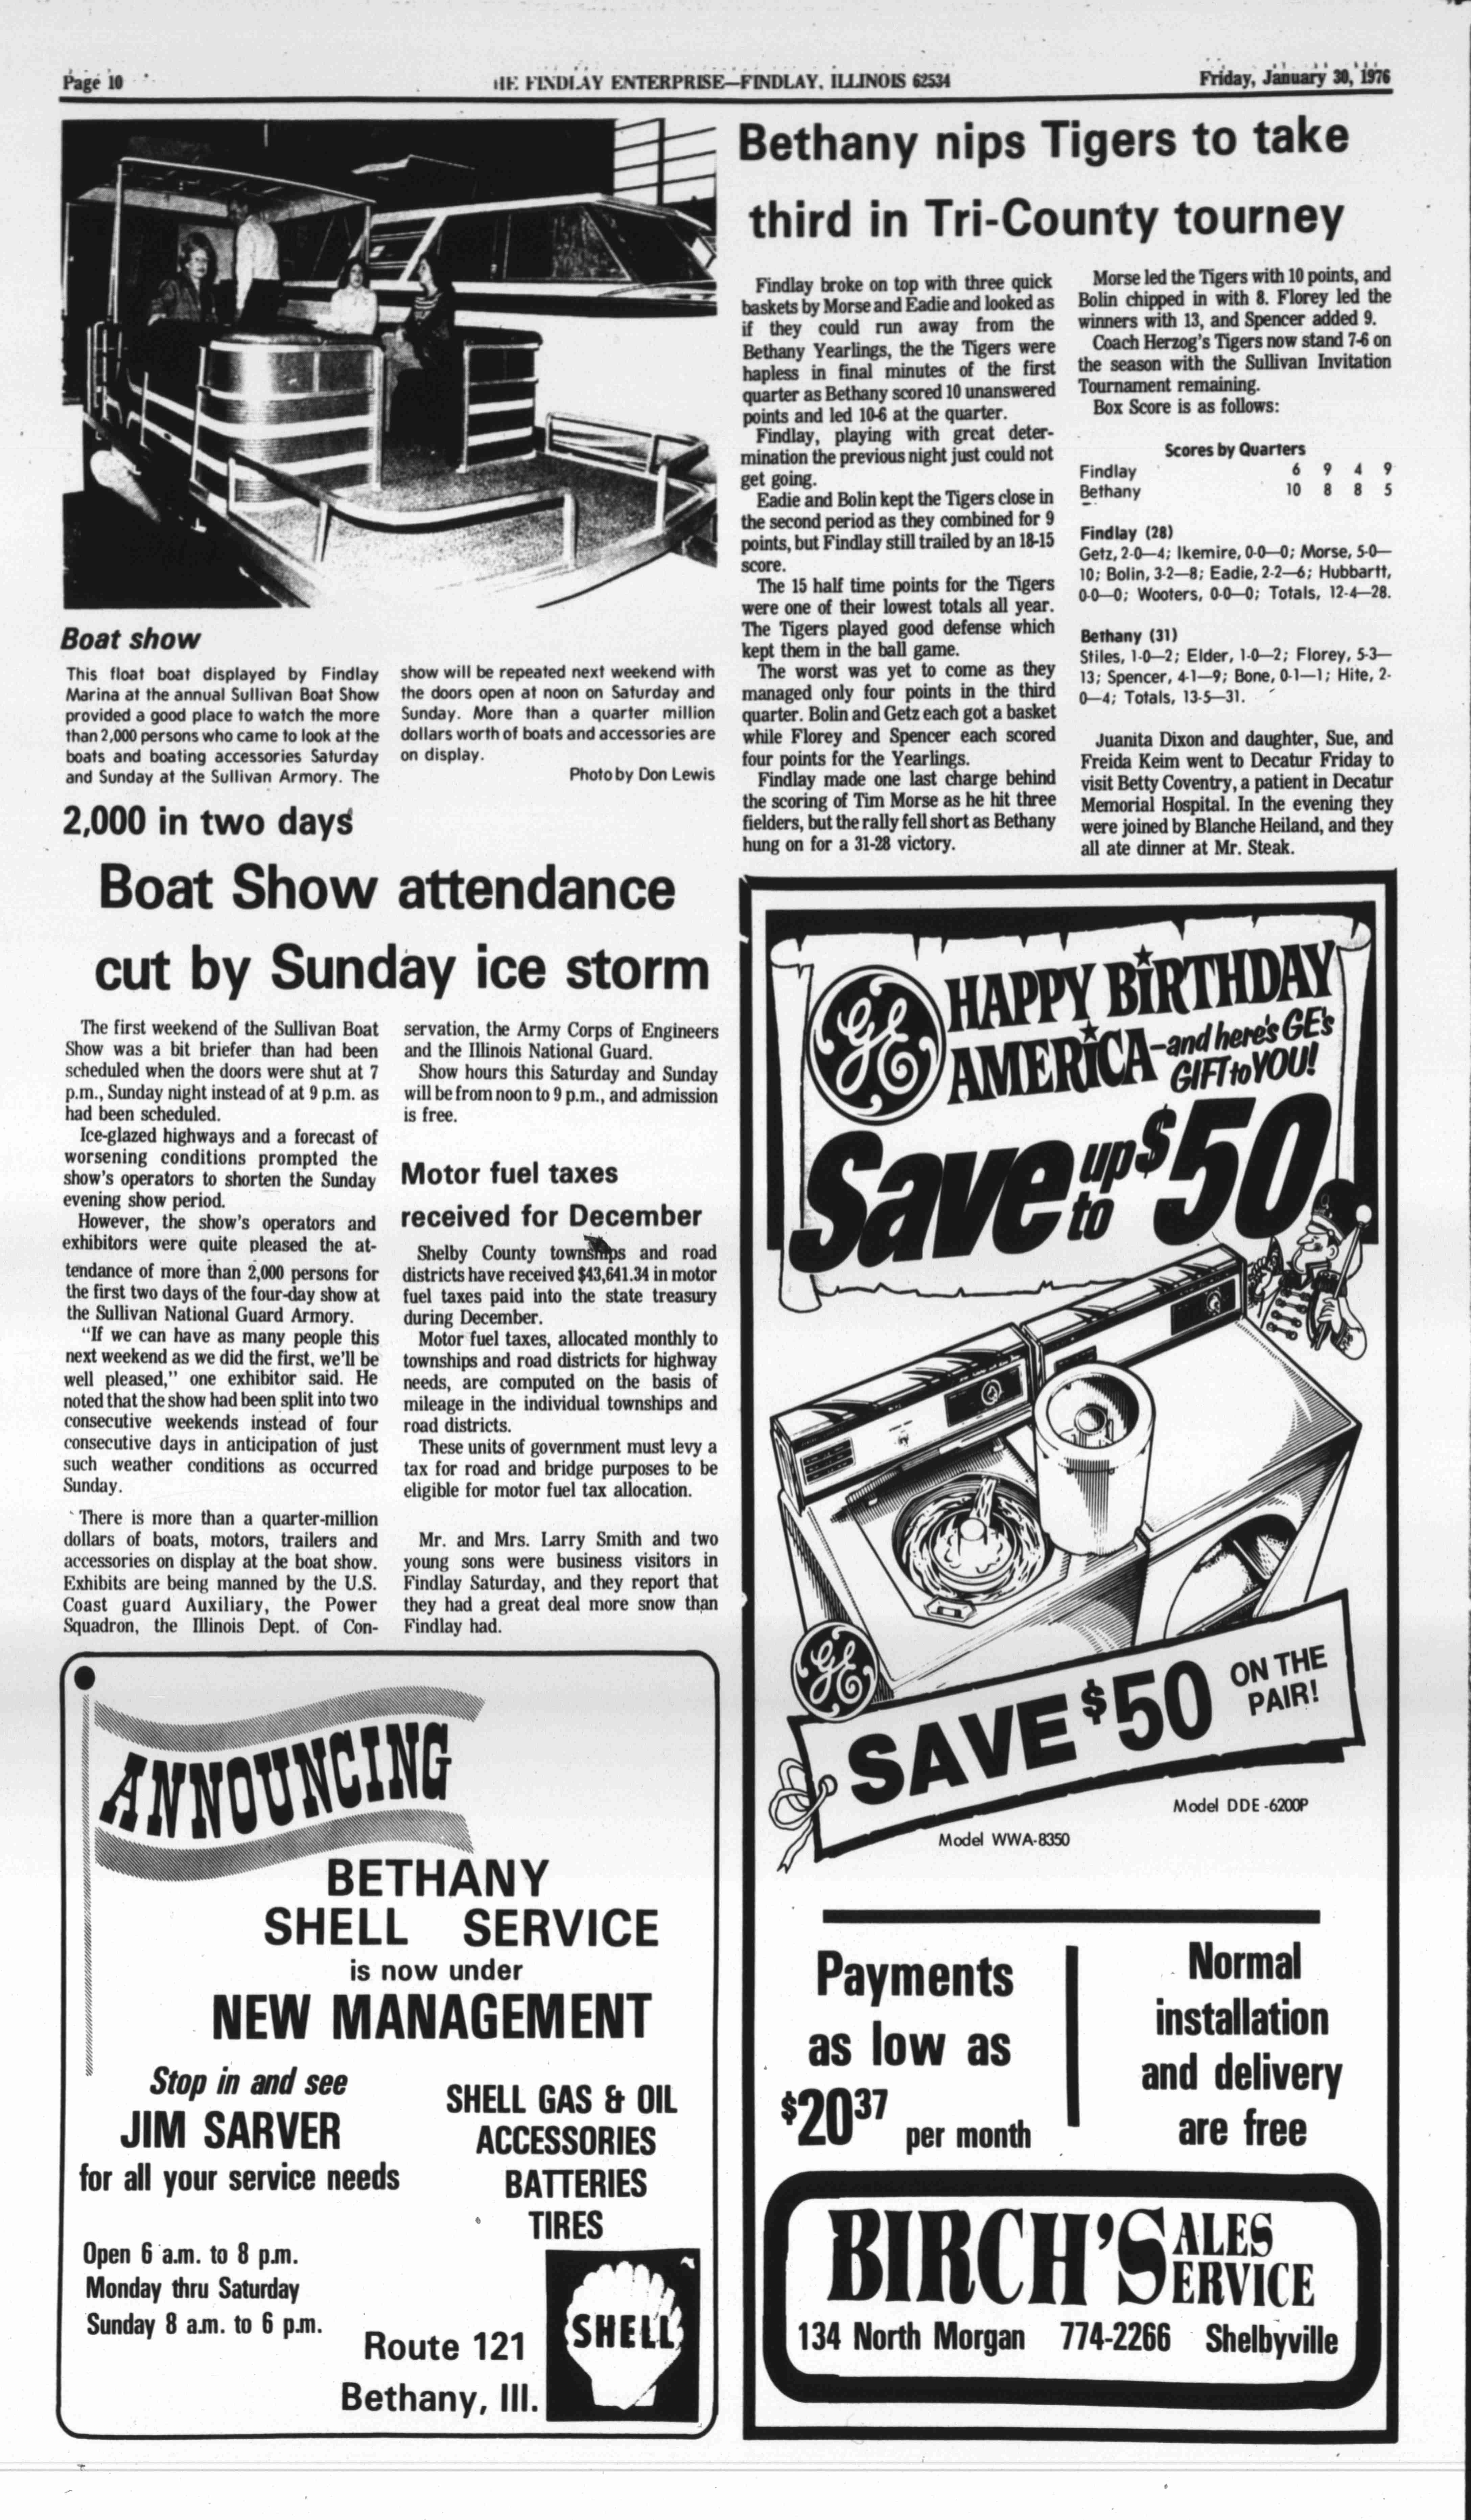 Page 10
HE FINDLAY ENTERPRISE—FINDLAY, ILLINOIS 62534
Friday, January 30, 1976
Boat show
This float boat displayed by Findlay
Marina at the annual Sullivan Boat Show
provided a good place to watch the more
than 2,000 persons who came to look at the
boats and boating accessories Saturday
and Sunday at the Sullivan Armory. The
show will be repeated next weekend with
the doors open at noon on Saturday and
Sunday. More than a quarter million
dollars worth of boats and accessories are
on display.
Photo by Don Lewis
2,000 in two days
Boat Show attendance
cut by Sunday ice storm
The first weekend of the Sullivan Boat
Show was a bit briefer than had been
scheduled when the doors were shut at 7
p.m., Sunday night instead of at 9 p.m. as
had been scheduled.
Ice-glazed highways and a forecast of
worsening conditions prompted the
show's operators to shorten the Sunday
evening show period.
However, the show's operators and
exhibitors were quite pleased the at-
tendance of more than 2,000 persons for
the first two days of the four-day show at
the Sullivan National Guard Armory.
"If we can have as many people this
next weekend as we did the first, we'll be
well pleased," one exhibitor said. He
noted that the show had been split into two
consecutive weekends instead of four
consecutive days in anticipation of just
such weather conditions as occurred
Sunday.
There is more than a quarter-million
dollars of boats, motors, trailers and
accessories on display at the boat show.
Exhibits are being manned by the U.S.
Coast guard Auxiliary, the Power
Squadron, the Illinois Dept. of Con-
servation, the Army Corps of Engineers
and the Illinois National Guard.
Show hours this Saturday and Sunday
will be from noon to 9 p.m., and admission
is free.
Motor fuel taxes
received for December
Shelby County townships and road
districts have received $43,641.34 in motor
fuel taxes paid into the state treasury
during December.
Motor fuel taxes, allocated monthly to
townships and road districts for highway
needs, are computed on the basis of
mileage in the individual townships and
road districts.
These units of government must levy a
tax for road and bridge purposes to be
eligible for motor fuel tax allocation.
Mr. and Mrs. Larry Smith and two
young sons were business visitors in
Findlay Saturday, and they report that
they had a great deal more snow than
Findlay had.
Bethany nips Tigers to take
third in Tri-County tourney
Findlay broke on top with three quick
baskets by Morse and Eadie and looked as
if they could run away from the
Bethany Yearlings, the the Tigers were
hapless in final minutes of the first
quarter as Bethany scored 10 unanswered
points and led 10-6 at the quarter.
Findlay, playing with great deter-
mination the previous night just could not
get going.
Eadie and Bolin kept the Tigers close in
the second period as they combined for 9
points, but Findlay still trailed by an 18-15
score.
The 15 half time points for the Tigers
were one of their lowest totals all year.
The Tigers played good defense which
kept them in the ball game.
The worst was yet to come as they
managed only four points in the third
quarter. Bolin and Getz each got a basket
while Florey and Spencer each scored
four points for the Yearlings.
Findlay made one last charge behind
the scoring of Tim Morse as he hit three
fielders, but the rally fell short as Bethany
hung on for a 31-28 victory.
Morse led the Tigers with 10 points, and
Bolin chipped in with 8. Florey led the
winners with 13, and Spencer added 9.
Coach Herzog's Tigers now stand 7-6 on
the season with the Sullivan Invitation
Tournament remaining.
Box Score is as follows:
Scores by Quarters
Findlay 6 9 4 9
Bethany 10 8 8 5
Findlay (28)
Getz, 2-0—4; Ikemire, 0-0—0; Morse, 5-0—
10; Bolin, 3-2—8; Eadie, 2-2—6; Hubbartt,
0-0—0; Wooters, 0-0—0; Totals, 12-4—28.
Bethany (31)
Stiles, 1-0—2; Elder, 1-0—2; Florey, 5-3—
13; Spencer, 4-1—9; Bone, 0-1—1; Hite, 2-
0—4; Totals, 13-5—31.
Juanita Dixon and daughter, Sue, and
Freida Keim went to Decatur Friday to
visit Betty Coventry, a patient in Decatur
Memorial Hospital. In the evening they
were joined by Blanche Heiland, and they
all ate dinner at Mr. Steak.
ANNOUNCING
BETHANY
SHELL SERVICE
is now under
NEW MANAGEMENT
Stop in and see
JIM SARVER
for all your service needs
SHELL GAS & OIL
ACCESSORIES
BATTERIES
TIRES
Open 6 a.m. to 8 p.m.
Monday thru Saturday
Sunday 8 a.m. to 6 p.m.
Route 121
Bethany, Ill.
SHELL
GE
HAPPY BIRTHDAY
AMERICA—and here's GE's
GIFT to YOU!
Save up to $50
GE
SAVE $50 ON THE
PAIR!
Model DDE-6200P
Model WWA-8350
Payments
as low as
$20 37 per month
Normal
installation
and delivery
are free
BIRCH'S SALES
SERVICE
134 North Morgan 774-2266 Shelbyville